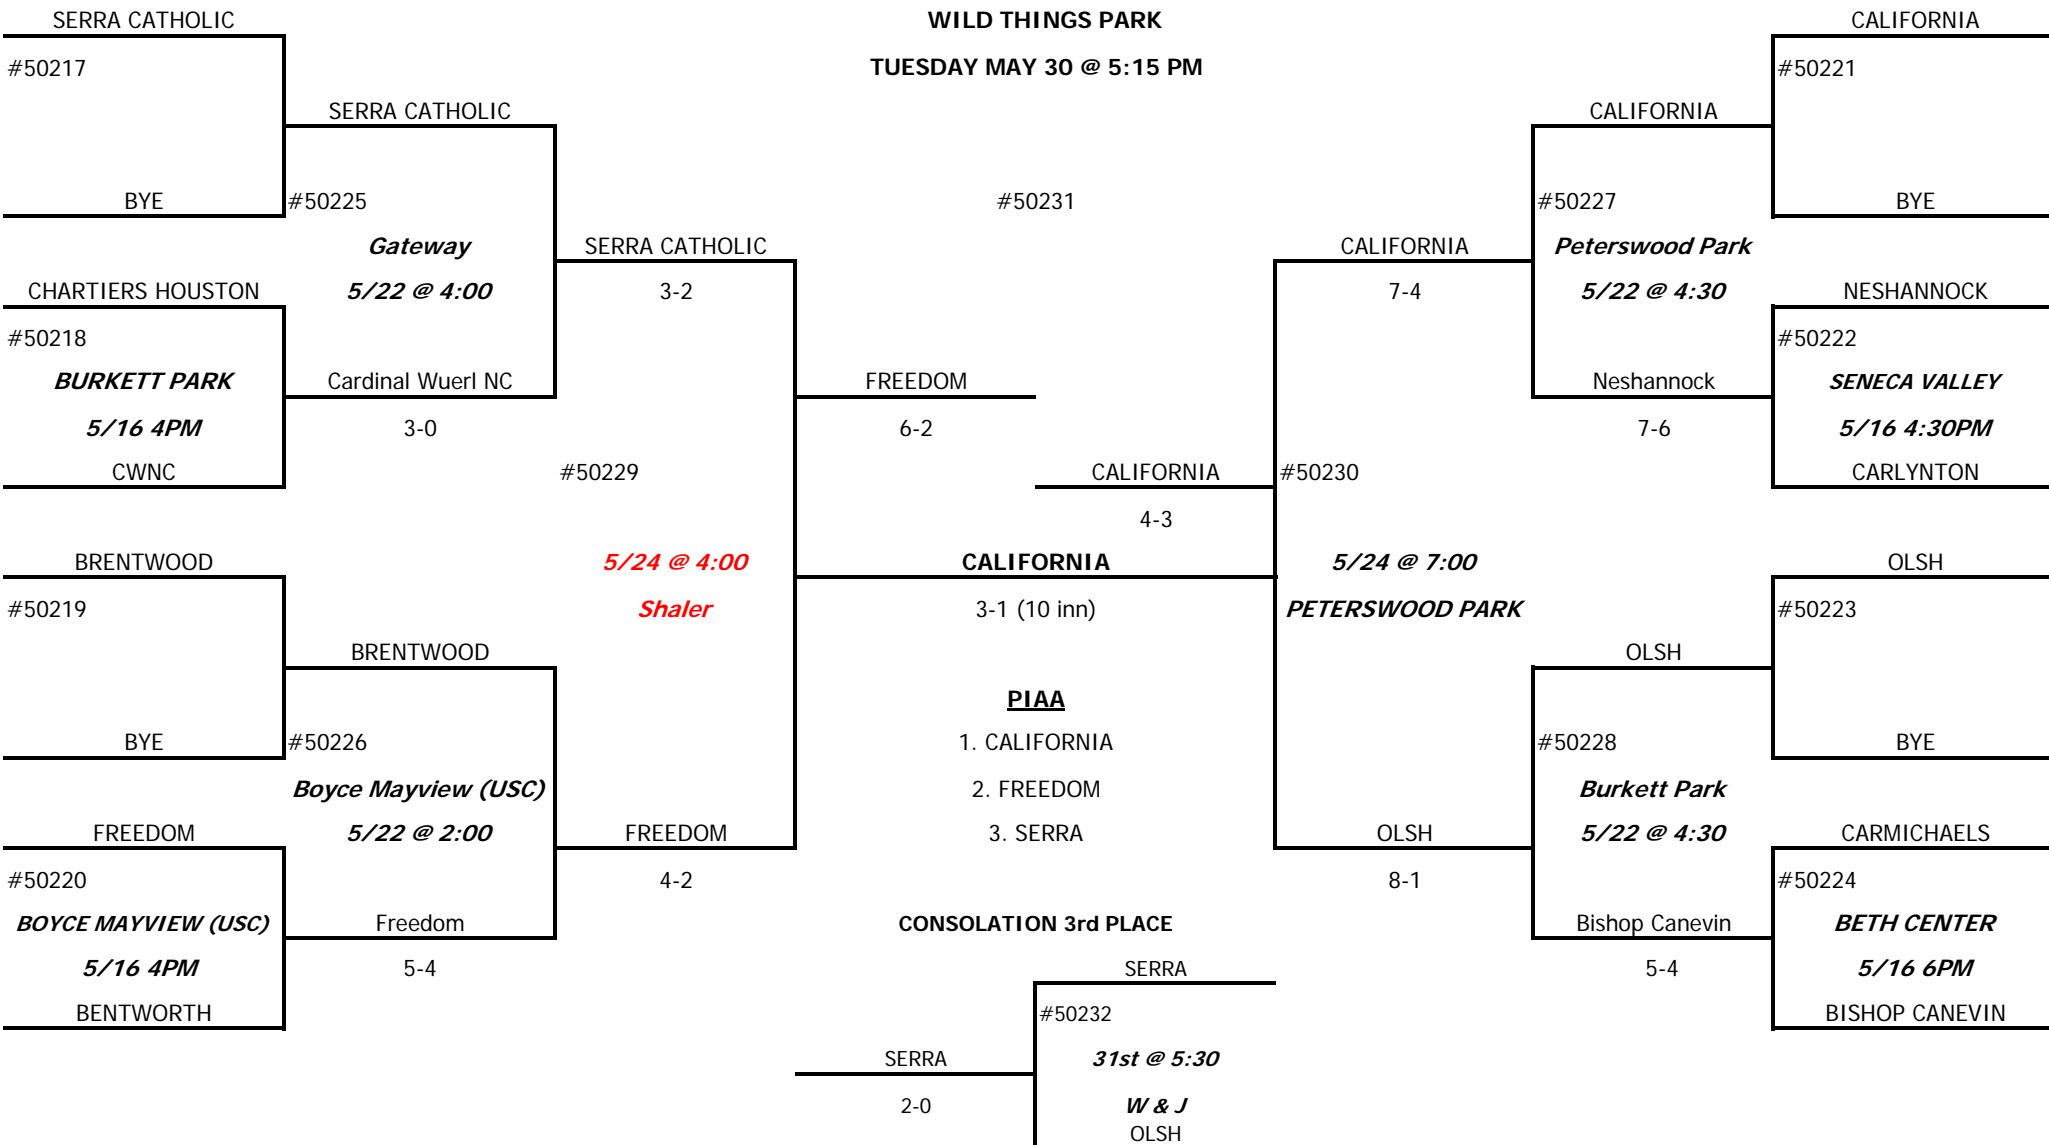 SERRA CATHOLIC
WILD THINGS PARK
CALIFORNIA
#50217
TUESDAY MAY 30 @ 5:15 PM
#50221
SERRA CATHOLIC
CALIFORNIA
BYE
#50225
#50231
#50227
BYE
Gateway
SERRA CATHOLIC
CALIFORNIA
Peterswood Park
CHARTIERS HOUSTON
5/22 @ 4:00
3-2
7-4
5/22 @ 4:30
NESHANNOCK
#50218
#50222
BURKETT PARK
Cardinal Wuerl NC
FREEDOM
Neshannock
SENECA VALLEY
5/16 4PM
3-0
6-2
7-6
5/16 4:30PM
CWNC
#50229
CALIFORNIA
#50230
CARLYNTON
4-3
BRENTWOOD
5/24 @ 4:00
CALIFORNIA
5/24 @ 7:00
OLSH
#50219
Shaler
3-1 (10 inn)
PETERSWOOD PARK
#50223
BRENTWOOD
OLSH
PIAA
BYE
#50226
1. CALIFORNIA
#50228
BYE
Boyce Mayview (USC)
2. FREEDOM
Burkett Park
FREEDOM
5/22 @ 2:00
FREEDOM
3. SERRA
OLSH
5/22 @ 4:30
CARMICHAELS
#50220
4-2
8-1
#50224
BOYCE MAYVIEW (USC)
Freedom
CONSOLATION 3rd PLACE
Bishop Canevin
BETH CENTER
5/16 4PM
5-4
SERRA
5-4
5/16 6PM
BENTWORTH
#50232
BISHOP CANEVIN
SERRA
31st @ 5:30
2-0
W & J
OLSH